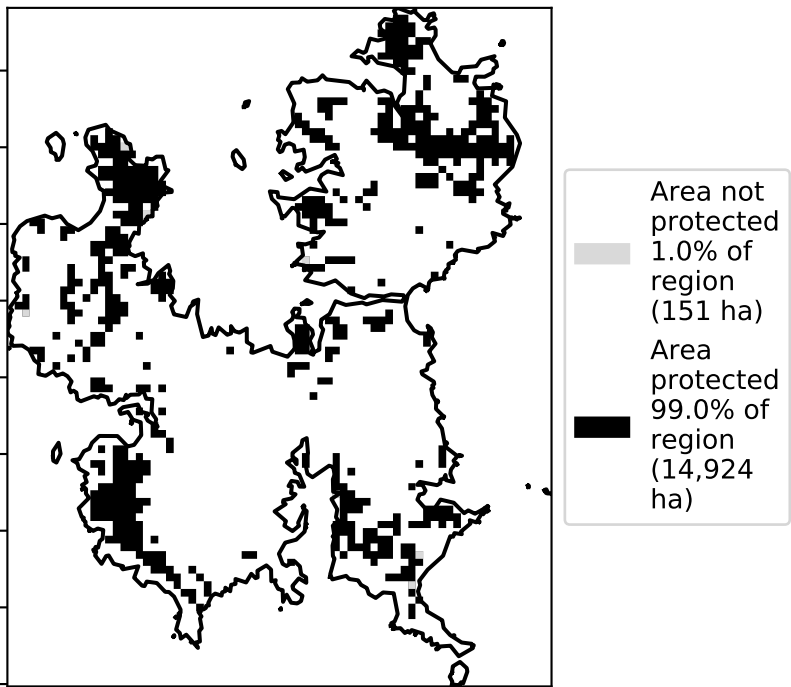 Area not
protected
1.0% of
region
(151 ha)
Area
protected
99.0% of
region
(14,924
ha)